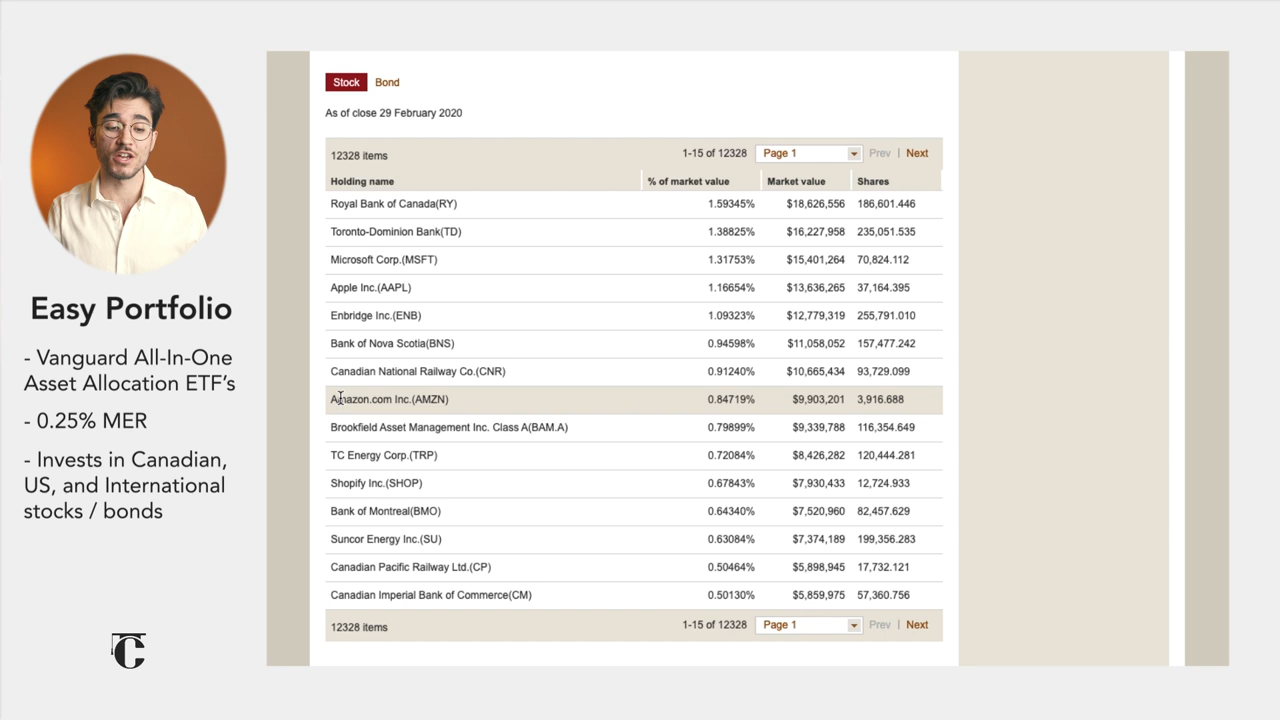 Easy Portfolio
- Vanguard All-In-One
Asset Allocation ETF's
- 0.25% MER
- Invests in Canadian,
US, and International
stocks / bonds
C
Stock Bond
As of close 29 February 2020
12328 items 1-15 of 12328 Page 1 Prev | Next
Holding name % of market value Market value Shares
Royal Bank of Canada(RY) 1.59345% $18,626,556 186,601.446
Toronto-Dominion Bank(TD) 1.38825% $16,227,958 235,051.535
Microsoft Corp.(MSFT) 1.31753% $15,401,264 70,824.112
Apple Inc.(AAPL) 1.16654% $13,636,265 37,164.395
Enbridge Inc.(ENB) 1.09323% $12,779,319 255,791.010
Bank of Nova Scotia(BNS) 0.94598% $11,058,052 157,477.242
Canadian National Railway Co.(CNR) 0.91240% $10,665,434 93,729.099
Amazon.com Inc.(AMZN) 0.84719% $9,903,201 3,916.688
Brookfield Asset Management Inc. Class A(BAM.A) 0.79899% $9,339,788 116,354.649
TC Energy Corp.(TRP) 0.72084% $8,426,282 120,444.281
Shopify Inc.(SHOP) 0.67843% $7,930,433 12,724.933
Bank of Montreal(BMO) 0.64340% $7,520,960 82,457.629
Suncor Energy Inc.(SU) 0.63084% $7,374,189 199,356.283
Canadian Pacific Railway Ltd.(CP) 0.50464% $5,898,945 17,732.121
Canadian Imperial Bank of Commerce(CM) 0.50130% $5,859,975 57,360.756
12328 items 1-15 of 12328 Page 1 Prev | Next